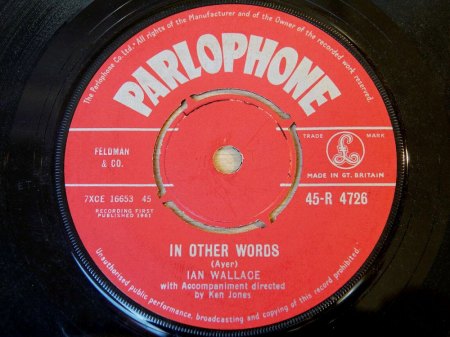 The Parlophone Co. Ltd. · All rights of the Manufacturer and of the Owner of the recorded work reserved.
PARLOPHONE
FELDMAN
& CO.
TRADE MARK
£
MADE IN GT. BRITAIN
7XCE 16653 45
45-R 4726
RECORDING FIRST
PUBLISHED 1961
IN OTHER WORDS
(Ayer)
IAN WALLACE
with Accompaniment directed
by Ken Jones
Unauthorised public performance, broadcasting and copying of this record prohibited.